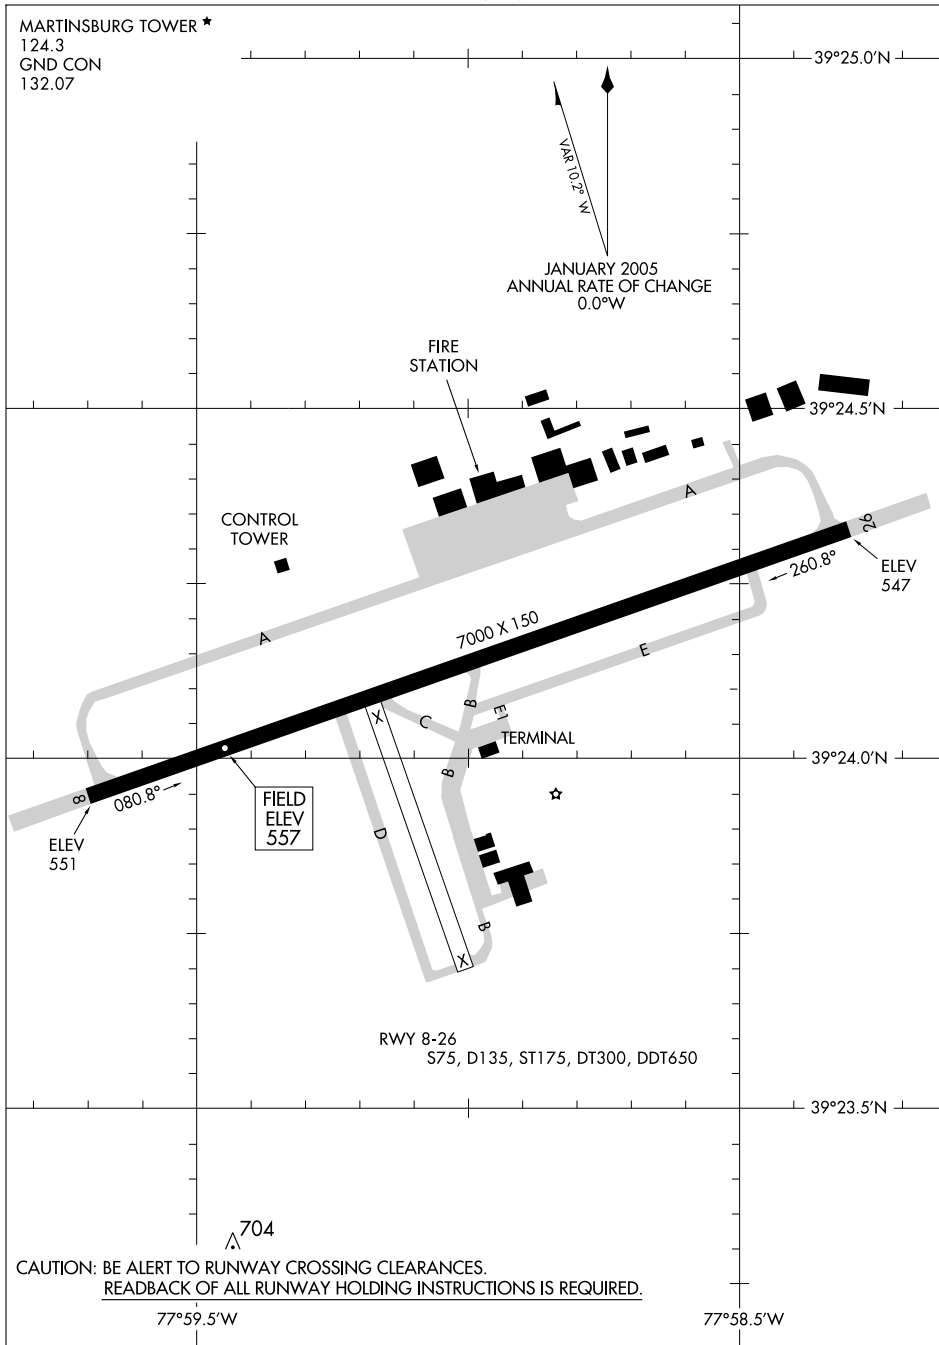 MARTINSBURG TOWER
124.3
GND CON
132.07
39°25.0'N
VAR 10.2° W
JANUARY 2005
ANNUAL RATE OF CHANGE
0.0°W
FIRE
STATION
39°24.5'N
A
CONTROL
TOWER
26
ELEV
547
260.8°
7000 X 150
A
E
B
E1
C
X
TERMINAL
39°24.0'N
B
8
080.8°
FIELD
ELEV
557
D
ELEV
551
B
X
RWY 8-26
S75, D135, ST175, DT300, DDT650
39°23.5'N
704
CAUTION: BE ALERT TO RUNWAY CROSSING CLEARANCES.
READBACK OF ALL RUNWAY HOLDING INSTRUCTIONS IS REQUIRED.
77°59.5'W
77°58.5'W